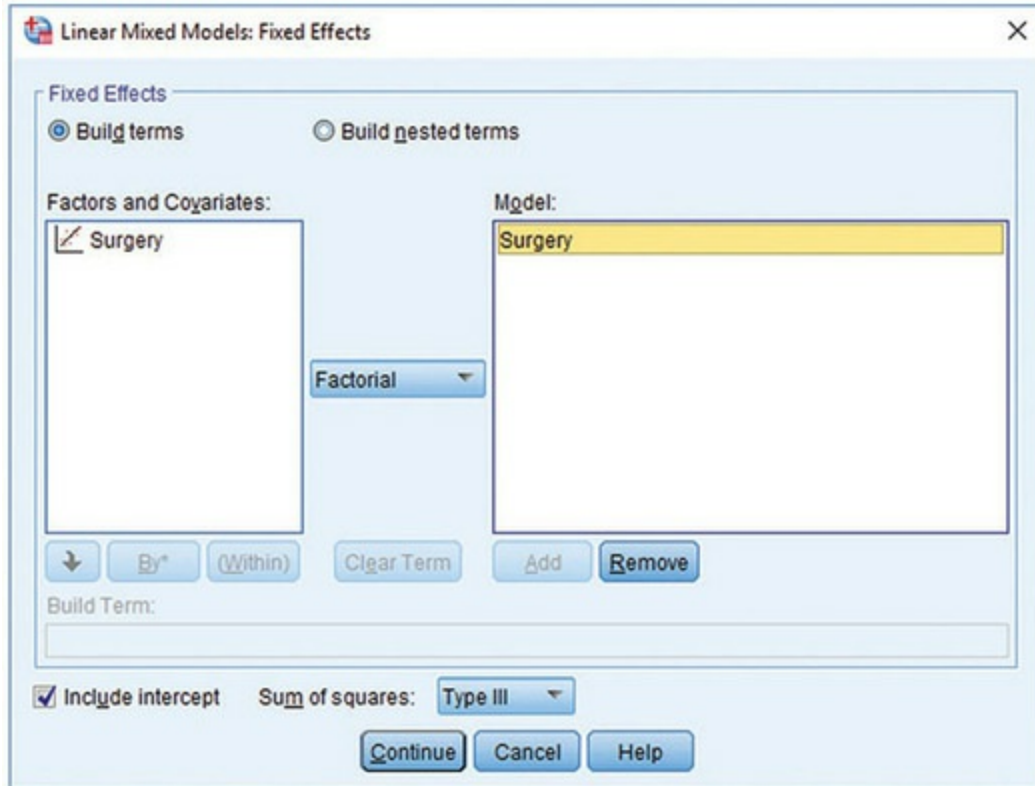 Linear Mixed Models: Fixed Effects
Fixed Effects
Build terms
Build nested terms
Factors and Covariates:
Model:
Surgery
Surgery
Factorial
By*
(Within)
Clear Term
Add
Remove
Build Term:
Include intercept
Sum of squares:
Type III
Continue
Cancel
Help